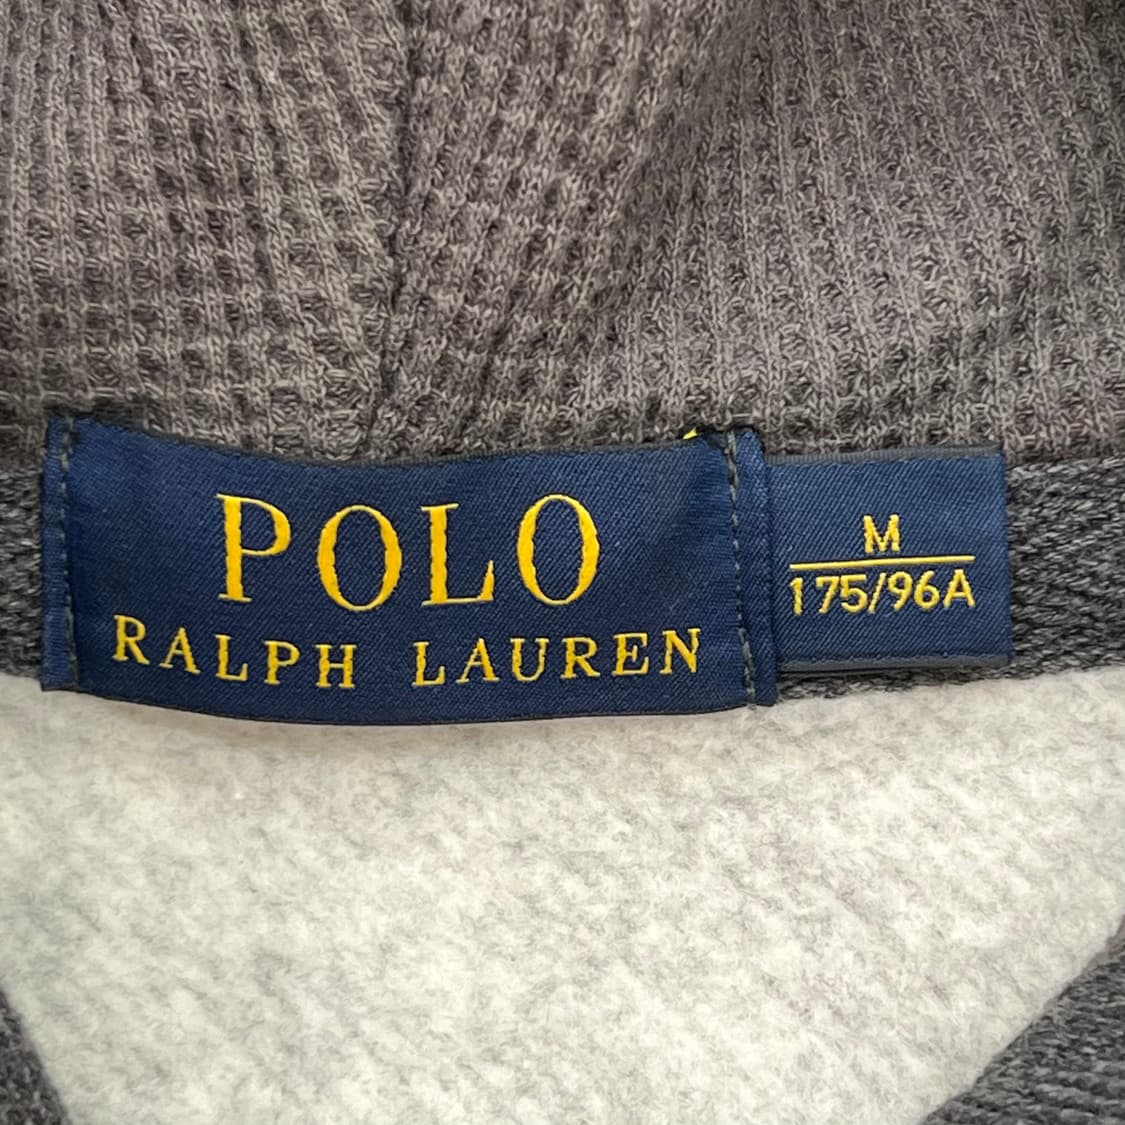 POLO
RALPH LAUREN
M
175/96A